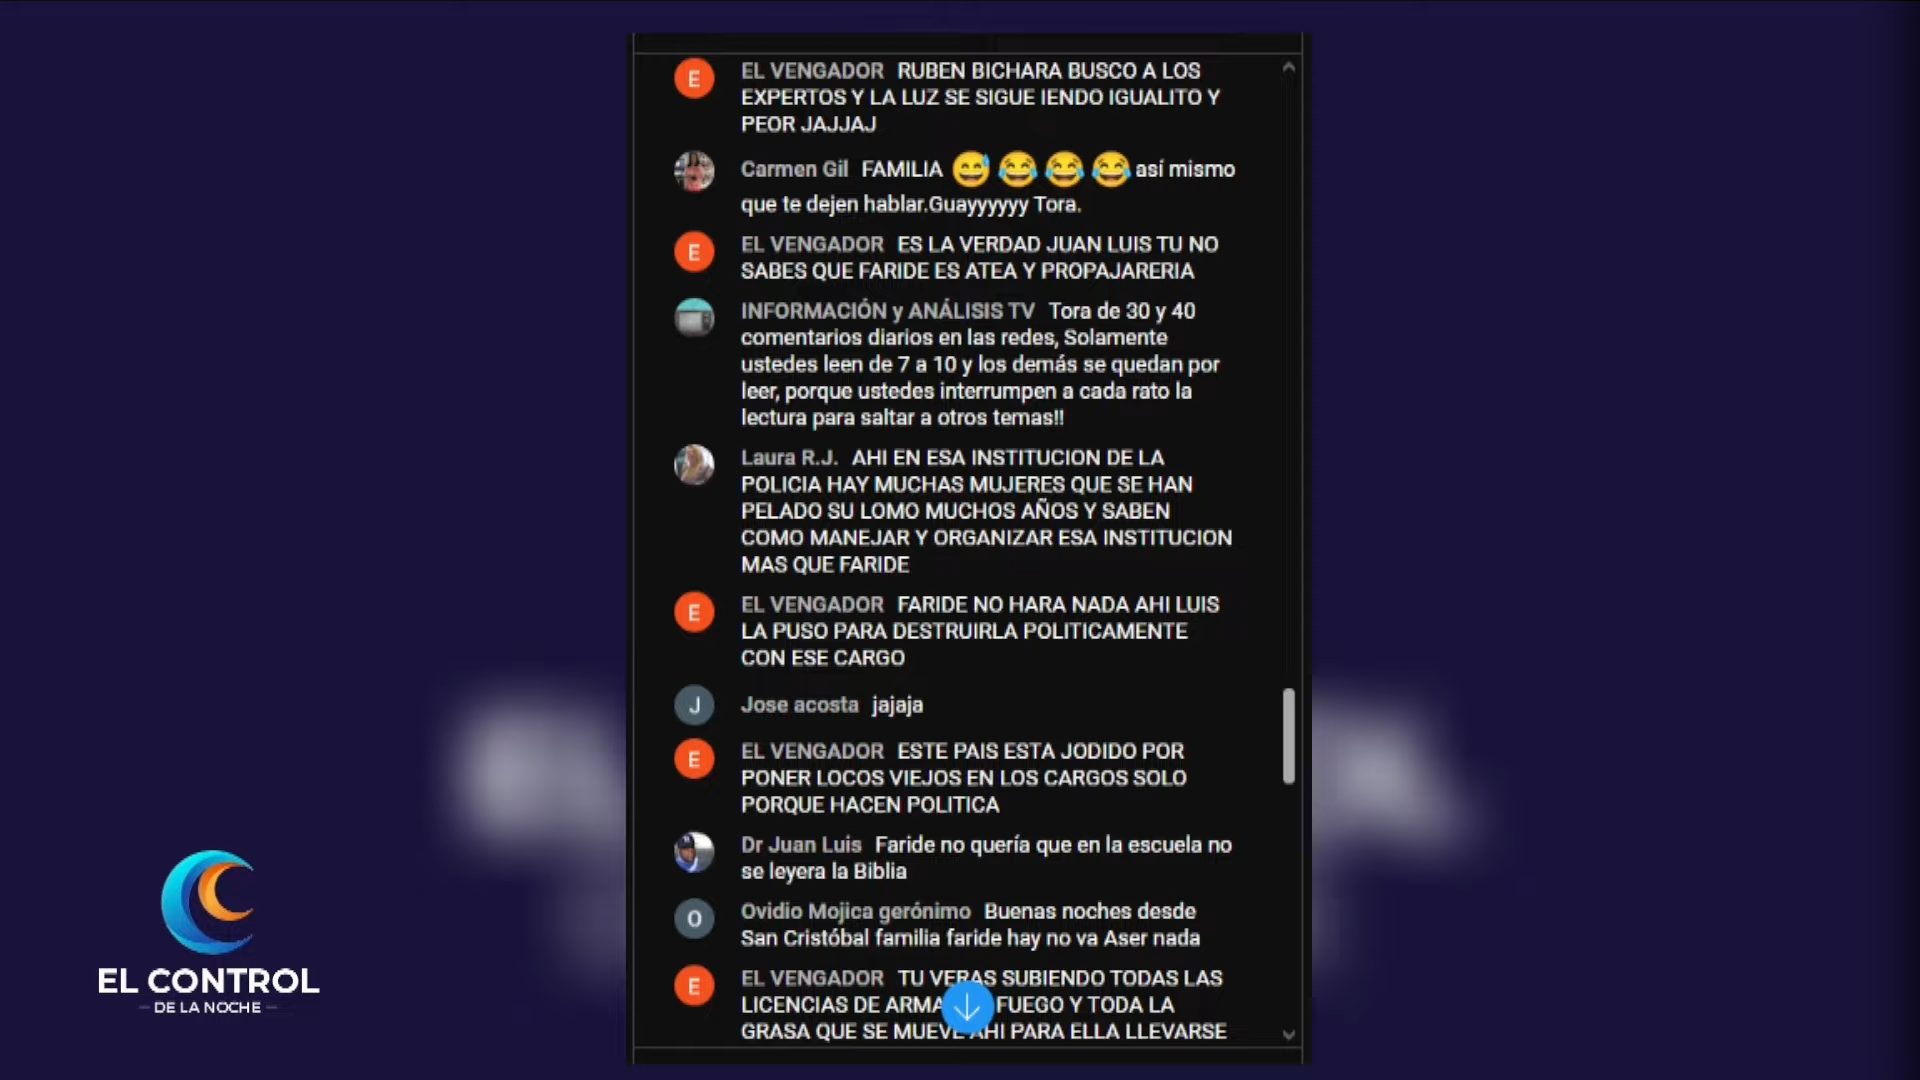 EL VENGADOR RUBEN BICHARA BUSCO A LOS
EXPERTOS Y LA LUZ SE SIGUE IENDO IGUALITO Y
PEOR JAJJAJ
Carmen Gil FAMILIA 😅😂😂😂 así mismo
que te dejen hablar.Guayyyyyy Tora.
EL VENGADOR ES LA VERDAD JUAN LUIS TU NO
SABES QUE FARIDE ES ATEA Y PROPAJARERIA
INFORMACIÓN y ANÁLISIS TV Tora de 30 y 40
comentarios diarios en las redes, Solamente
ustedes leen de 7 a 10 y los demás se quedan por
leer, porque ustedes interrumpen a cada rato la
lectura para saltar a otros temas!!
Laura R.J. AHI EN ESA INSTITUCION DE LA
POLICIA HAY MUCHAS MUJERES QUE SE HAN
PELADO SU LOMO MUCHOS AÑOS Y SABEN
COMO MANEJAR Y ORGANIZAR ESA INSTITUCION
MAS QUE FARIDE
EL VENGADOR FARIDE NO HARA NADA AHI LUIS
LA PUSO PARA DESTRUIRLA POLITICAMENTE
CON ESE CARGO
Jose acosta jajaja
EL VENGADOR ESTE PAIS ESTA JODIDO POR
PONER LOCOS VIEJOS EN LOS CARGOS SOLO
PORQUE HACEN POLITICA
Dr Juan Luis Faride no quería que en la escuela no
se leyera la Biblia
Ovidio Mojica gerónimo Buenas noches desde
San Cristóbal familia faride hay no va Aser nada
EL VENGADOR TU VERAS SUBIENDO TODAS LAS
LICENCIAS DE ARMA FUEGO Y TODA LA
GRASA QUE SE MUEVE AHI PARA ELLA LLEVARSE
E
E
E
E
J
E
O
E
EL CONTROL
DE LA NOCHE